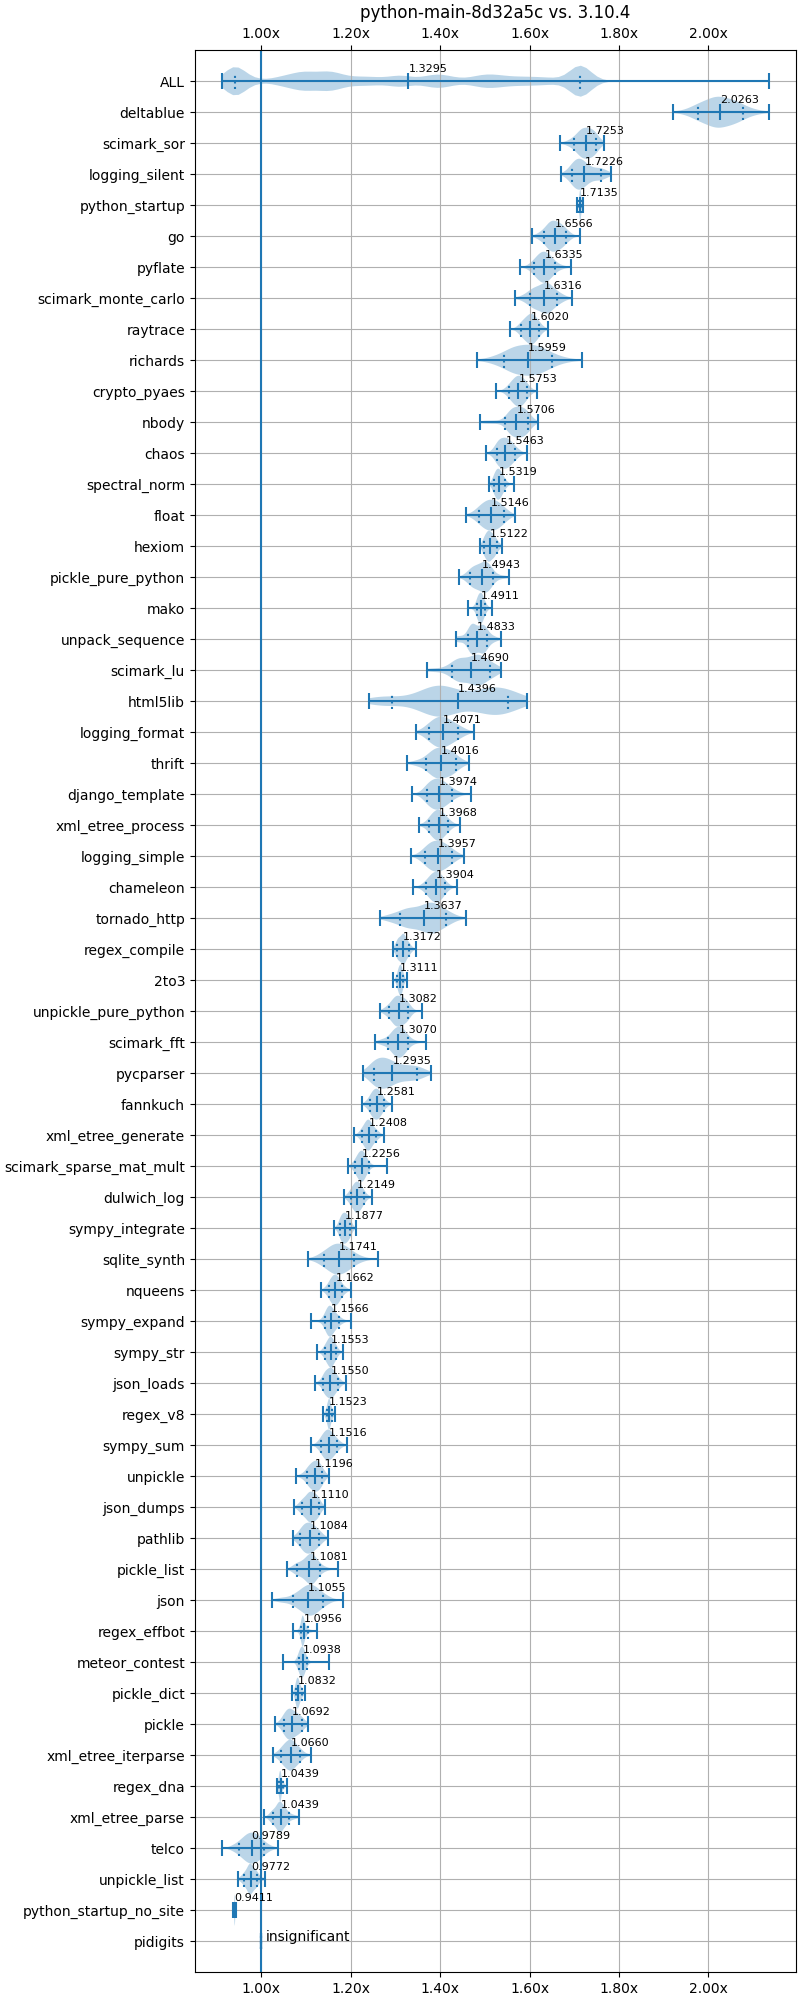 python-main-8d32a5c vs. 3.10.4
1.00x 1.20x 1.40x 1.60x 1.80x 2.00x
ALL 1.3295
deltablue 2.0263
scimark_sor 1.7253
logging_silent 1.7226
python_startup 1.7135
go 1.6566
pyflate 1.6335
scimark_monte_carlo 1.6316
raytrace 1.6020
richards 1.5959
crypto_pyaes 1.5753
nbody 1.5706
chaos 1.5463
spectral_norm 1.5319
float 1.5146
hexiom 1.5122
pickle_pure_python 1.4943
mako 1.4911
unpack_sequence 1.4833
scimark_lu 1.4690
html5lib 1.4396
logging_format 1.4071
thrift 1.4016
django_template 1.3974
xml_etree_process 1.3968
logging_simple 1.3957
chameleon 1.3904
tornado_http 1.3637
regex_compile 1.3172
2to3 1.3111
unpickle_pure_python 1.3082
scimark_fft 1.3070
pycparser 1.2935
fannkuch 1.2581
xml_etree_generate 1.2408
scimark_sparse_mat_mult 1.2256
dulwich_log 1.2149
sympy_integrate 1.1877
sqlite_synth 1.1741
nqueens 1.1662
sympy_expand 1.1566
sympy_str 1.1553
json_loads 1.1550
regex_v8 1.1523
sympy_sum 1.1516
unpickle 1.1196
json_dumps 1.1110
pathlib 1.1084
pickle_list 1.1081
json 1.1055
regex_effbot 1.0956
meteor_contest 1.0938
pickle_dict 1.0832
pickle 1.0692
xml_etree_iterparse 1.0660
regex_dna 1.0439
xml_etree_parse 1.0439
telco 0.9789
unpickle_list 0.9772
python_startup_no_site 0.9411
pidigits insignificant
1.00x 1.20x 1.40x 1.60x 1.80x 2.00x